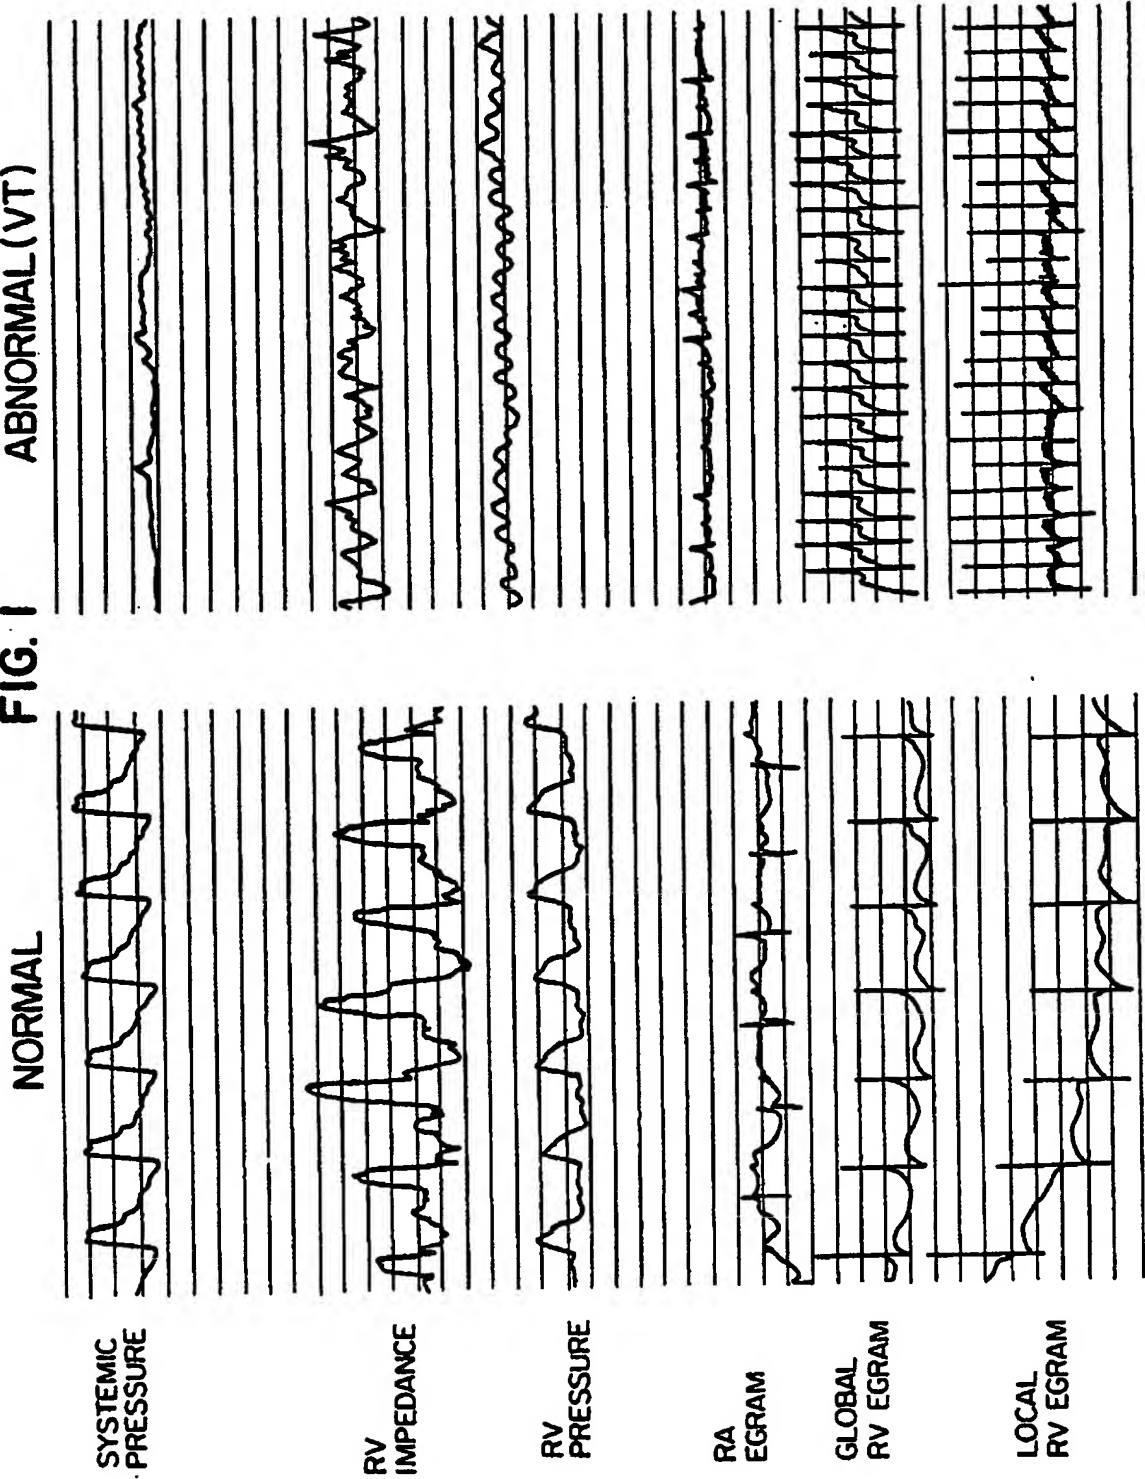 FIG. 1
NORMAL
ABNORMAL (VT)
SYSTEMIC
PRESSURE
RV
IMPEDANCE
RV
PRESSURE
RA
EGRAM
GLOBAL
RV EGRAM
LOCAL
RV EGRAM